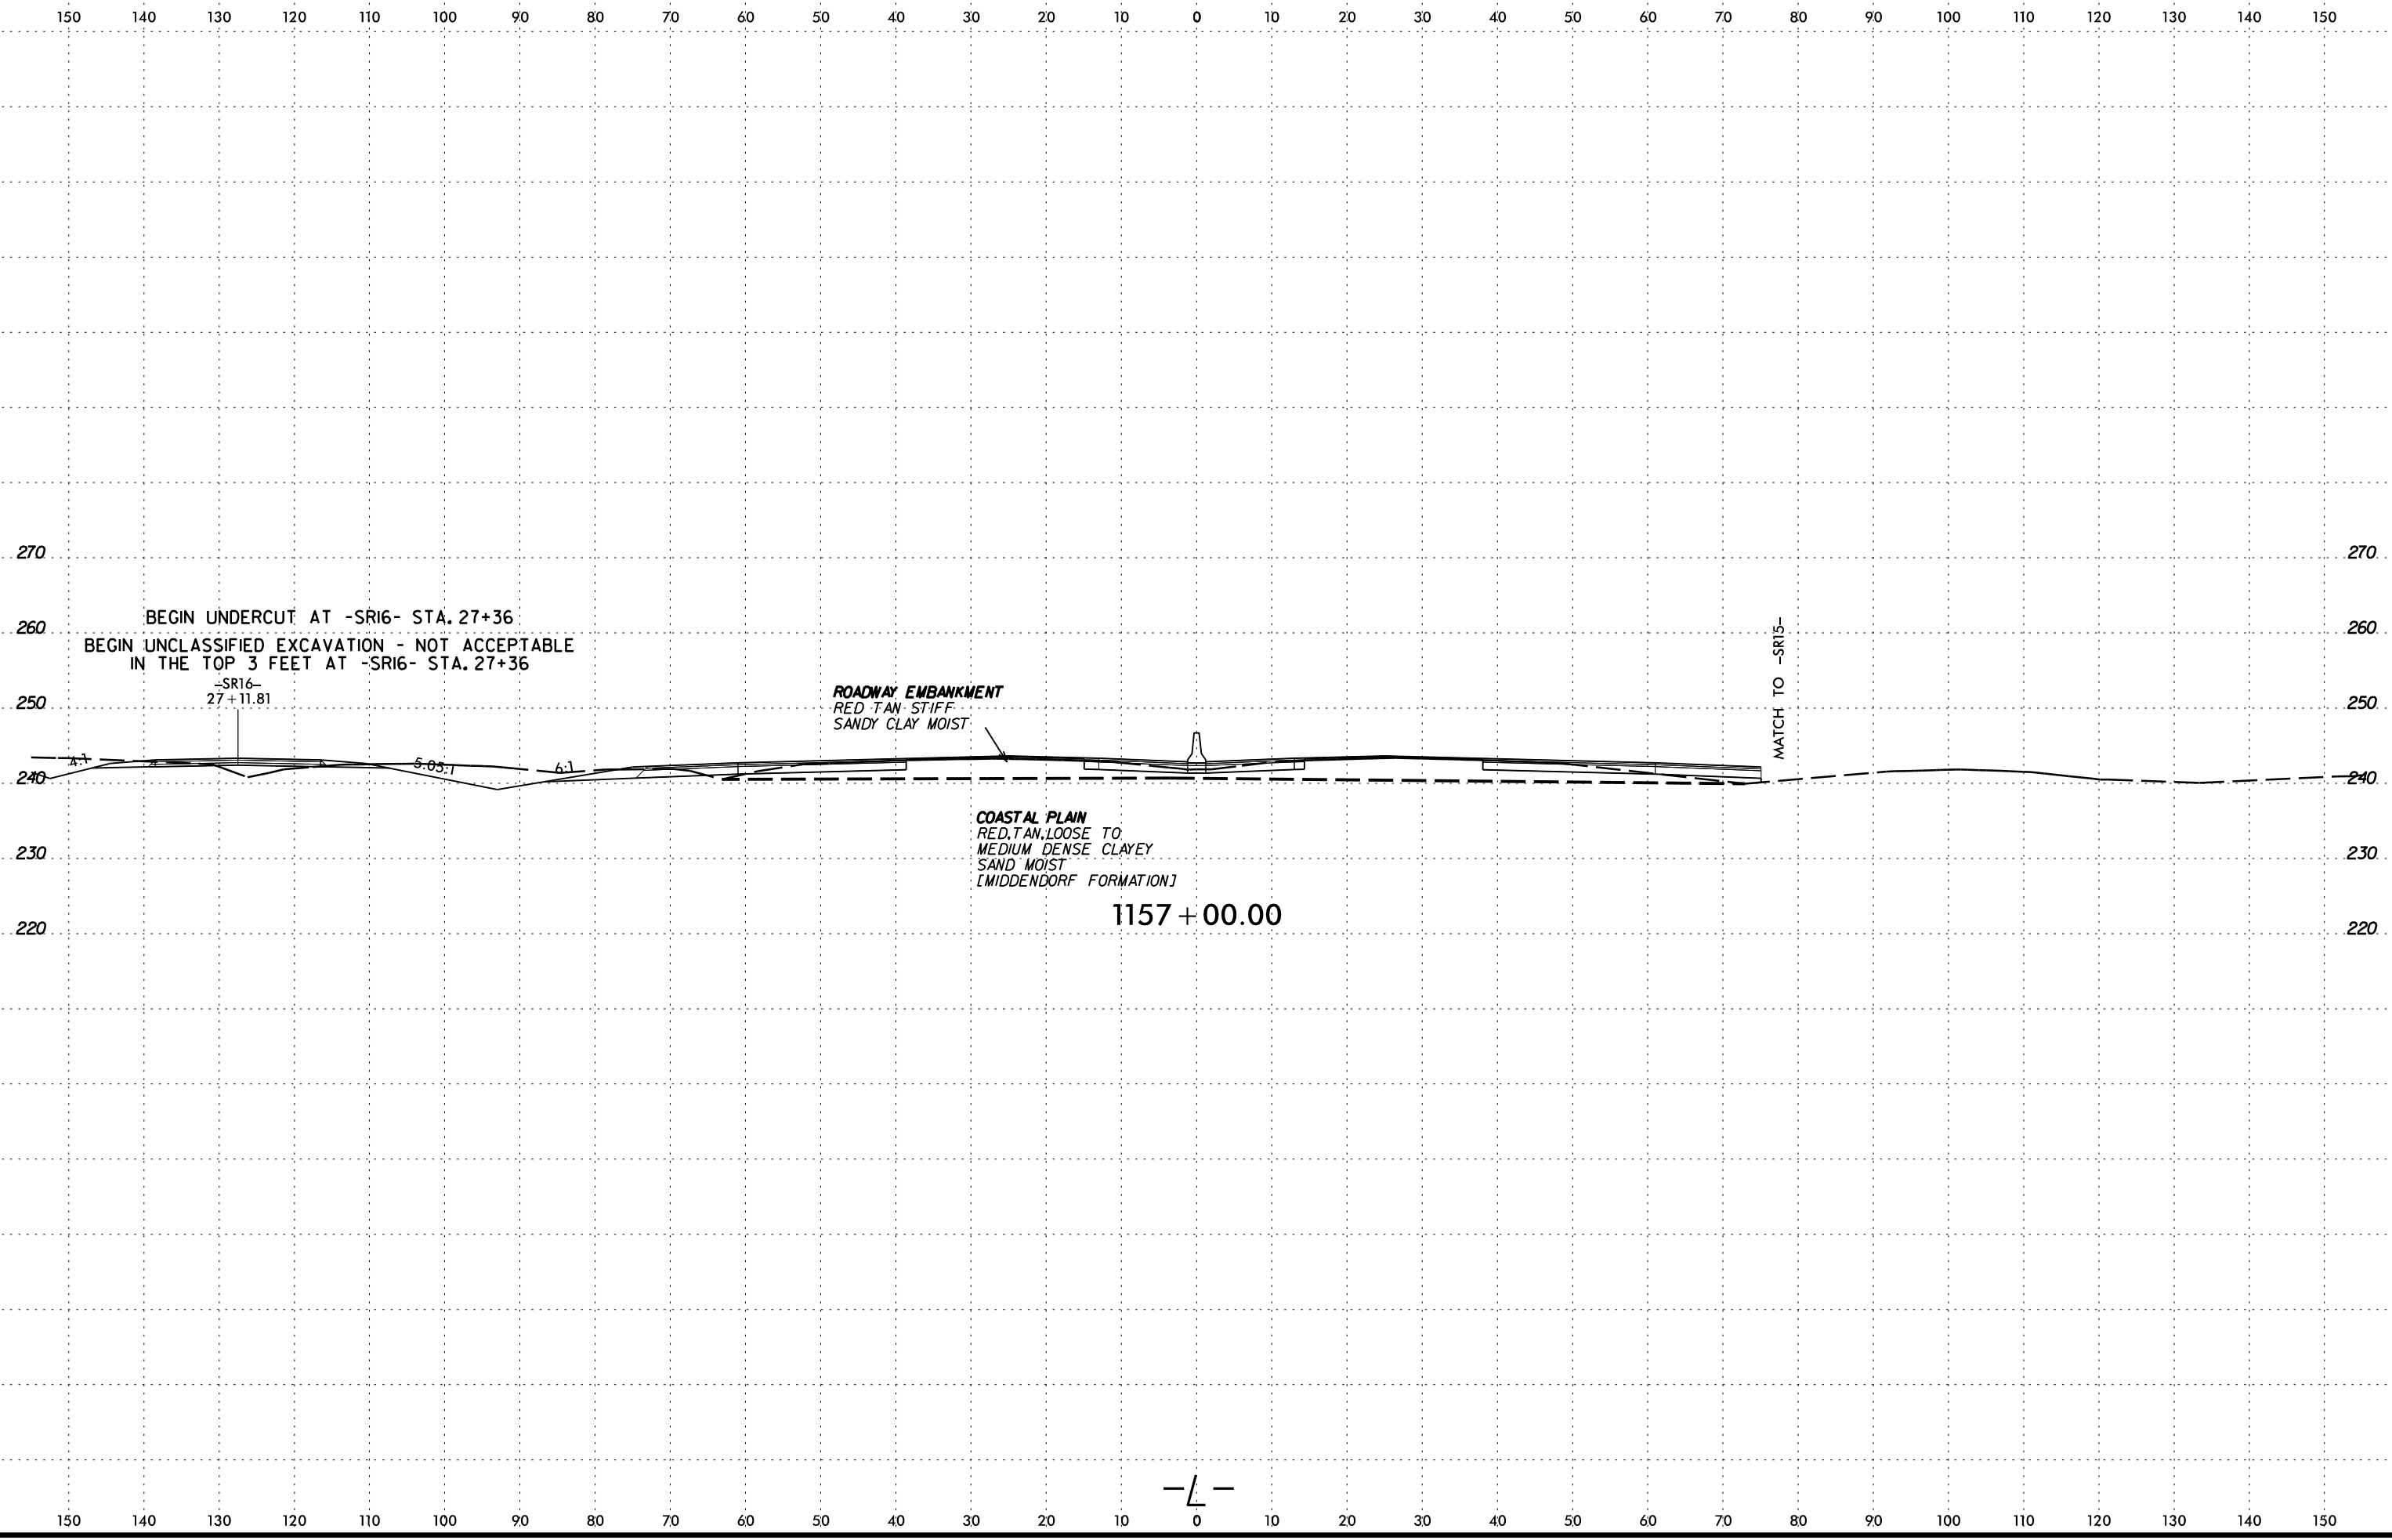 150 140 130 120 110 100 90 80 70 60 50 40 30 20 10 0 10 20 30 40 50 60 70 80 90 100 110 120 130 140 150
270 270
BEGIN UNDERCUT AT -SR16- STA. 27+36
260 260
BEGIN UNCLASSIFIED EXCAVATION - NOT ACCEPTABLE
IN THE TOP 3 FEET AT -SR16- STA. 27+36
-SR16-
27+11.81
MATCH TO -SR15-
250 250
ROADWAY EMBANKMENT
RED TAN STIFF
SANDY CLAY MOIST
4:1 5.05:1 6:1
240 240
COASTAL PLAIN
RED,TAN,LOOSE TO
MEDIUM DENSE CLAYEY
SAND MOIST
[MIDDENDORF FORMATION]
230 230
1157+00.00
220 220
-L-
150 140 130 120 110 100 90 80 70 60 50 40 30 20 10 0 10 20 30 40 50 60 70 80 90 100 110 120 130 140 150